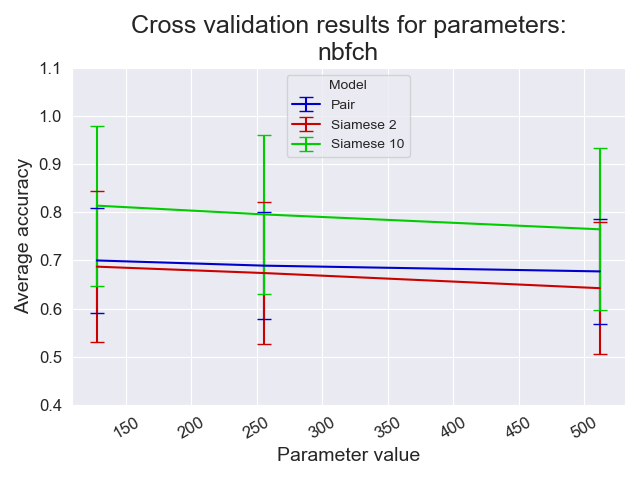 Cross validation results for parameters:
nbfch
Model
Pair
Siamese 2
Siamese 10
Average accuracy
1.1
1.0
0.9
0.8
0.7
0.6
0.5
0.4
150
200
250
300
350
400
450
500
Parameter value